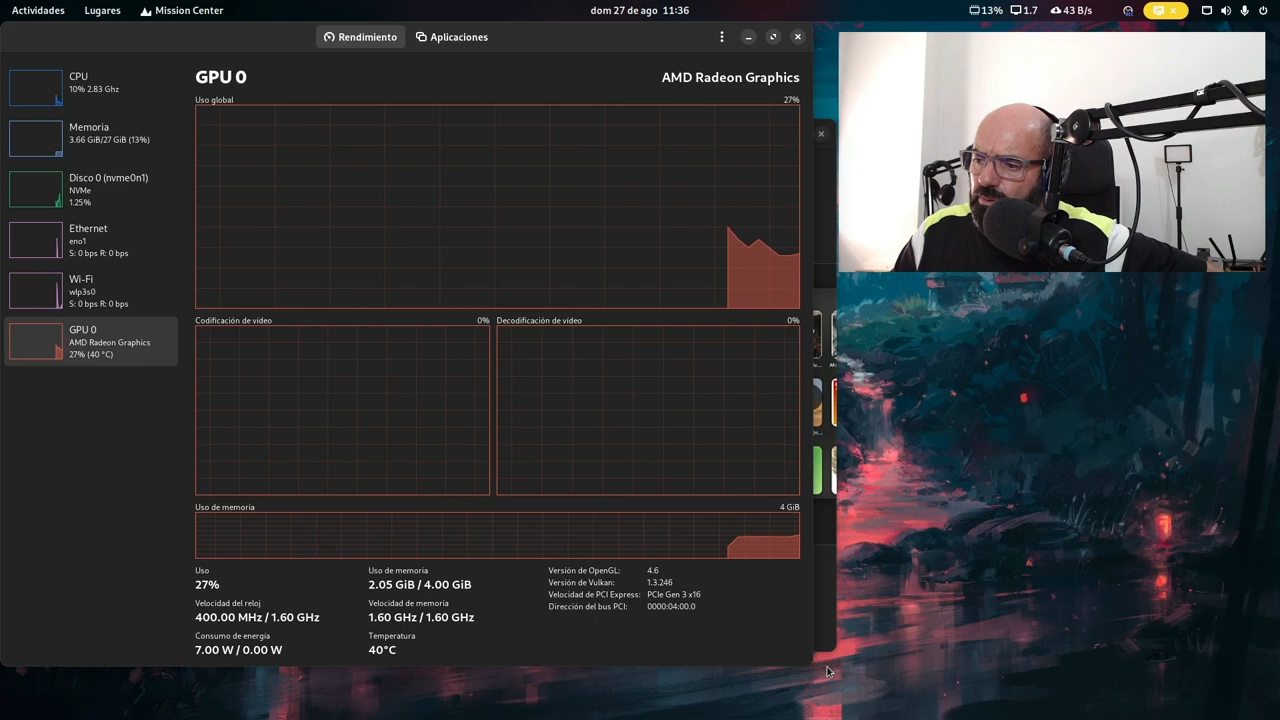 Actividades
Lugares
Mission Center
dom 27 de ago 11:36
13%
1.7
43 B/s
Rendimiento
Aplicaciones
CPU
10% 2.83 Ghz
Memoria
3.66 GiB/27 GiB (13%)
Disco 0 (nvme0n1)
NVMe
1.25%
Ethernet
eno1
S: 0 bps R: 0 bps
Wi-Fi
wlp3s0
S: 0 bps R: 0 bps
GPU 0
AMD Radeon Graphics
27% (40 °C)
GPU 0
AMD Radeon Graphics
Uso global
27%
Codificación de vídeo
0%
Decodificación de vídeo
0%
Uso de memoria
4 GiB
Uso
27%
Uso de memoria
2.05 GiB / 4.00 GiB
Velocidad del reloj
400.00 MHz / 1.60 GHz
Velocidad de memoria
1.60 GHz / 1.60 GHz
Consumo de energía
7.00 W / 0.00 W
Temperatura
40°C
Versión de OpenGL: 4.6
Versión de Vulkan: 1.3.246
Velocidad de PCI Express: PCIe Gen 3 x16
Dirección del bus PCI: 0000:04:00.0